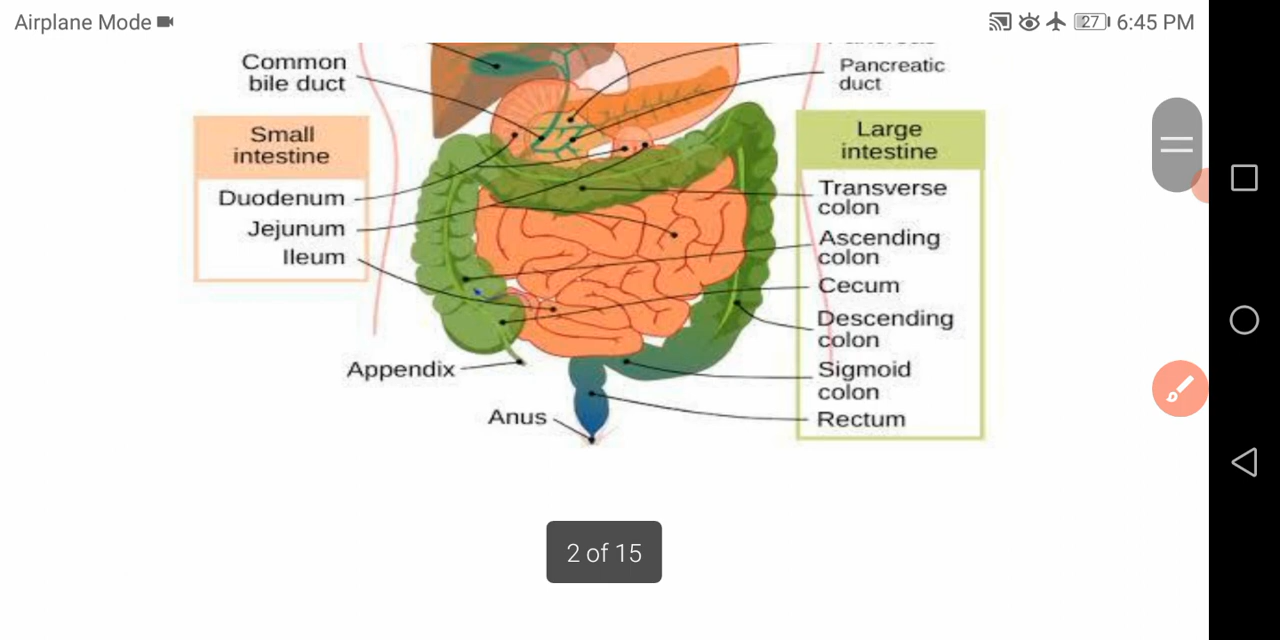 Airplane Mode
27 6:45 PM
Common
bile duct
Pancreatic
duct
Small
intestine
Duodenum
Jejunum
Ileum
Large
intestine
Transverse
colon
Ascending
colon
Cecum
Descending
colon
Sigmoid
colon
Rectum
Appendix
Anus
2 of 15